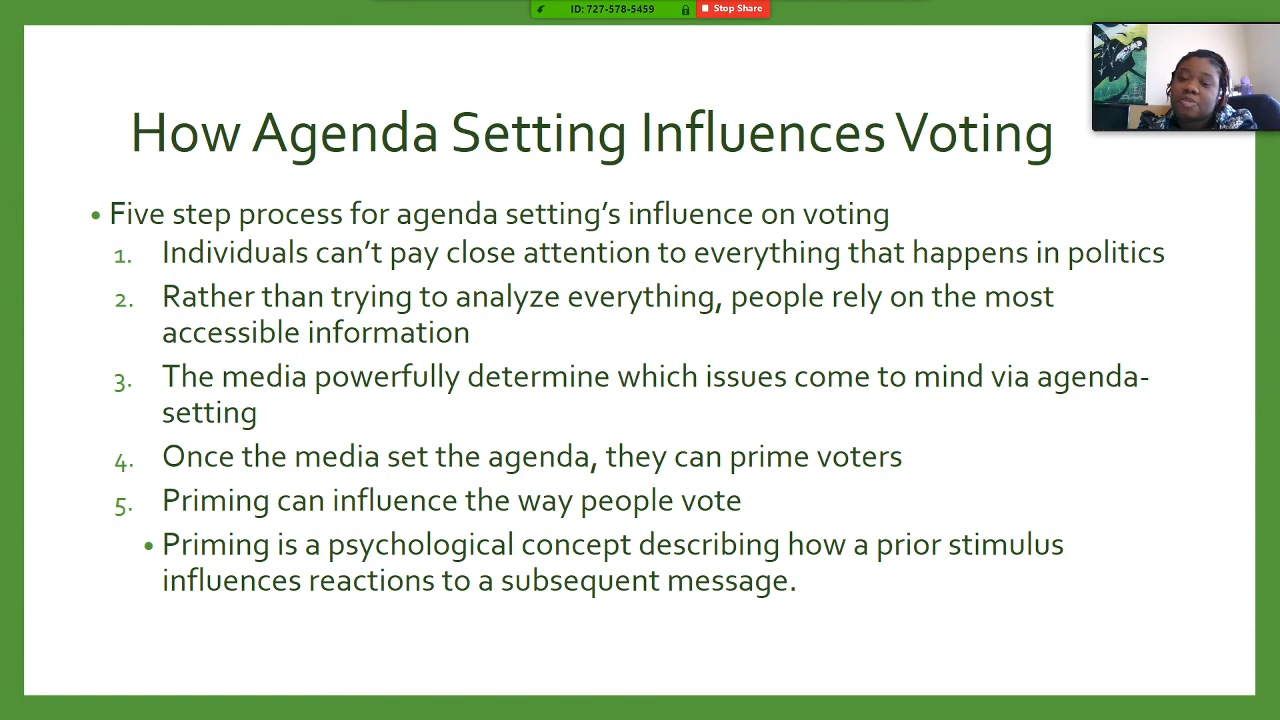 ID: 727-578-5459
Stop Share
How Agenda Setting Influences Voting
• Five step process for agenda setting’s influence on voting
1. Individuals can’t pay close attention to everything that happens in politics
2. Rather than trying to analyze everything, people rely on the most
accessible information
3. The media powerfully determine which issues come to mind via agenda-
setting
4. Once the media set the agenda, they can prime voters
5. Priming can influence the way people vote
• Priming is a psychological concept describing how a prior stimulus
influences reactions to a subsequent message.